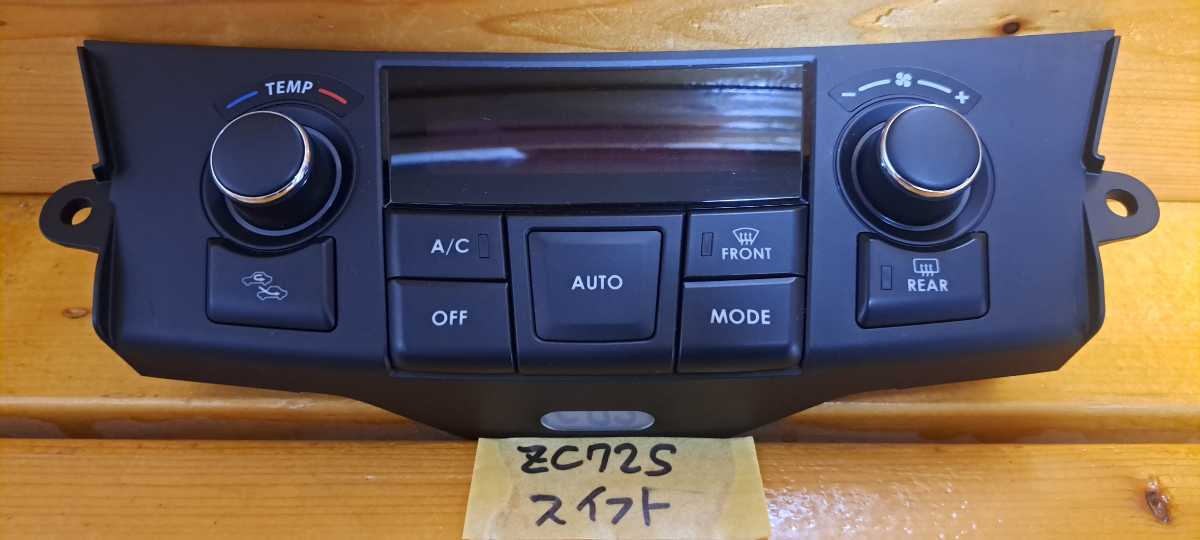 TEMP
- +
A/C
FRONT
AUTO
REAR
OFF
MODE
ZC72S
スイフト